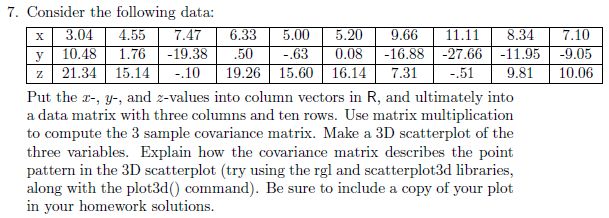 7. Consider the following data:
x 3.04 4.55 7.47 6.33 5.00 5.20 9.66 11.11 8.34 7.10
y 10.48 1.76 -19.38 .50 -.63 0.08 -16.88 -27.66 -11.95 -9.05
z 21.34 15.14 -.10 19.26 15.60 16.14 7.31 -.51 9.81 10.06
Put the x-, y-, and z-values into column vectors in R, and ultimately into
a data matrix with three columns and ten rows. Use matrix multiplication
to compute the 3 sample covariance matrix. Make a 3D scatterplot of the
three variables. Explain how the covariance matrix describes the point
pattern in the 3D scatterplot (try using the rgl and scatterplot3d libraries,
along with the plot3d() command). Be sure to include a copy of your plot
in your homework solutions.